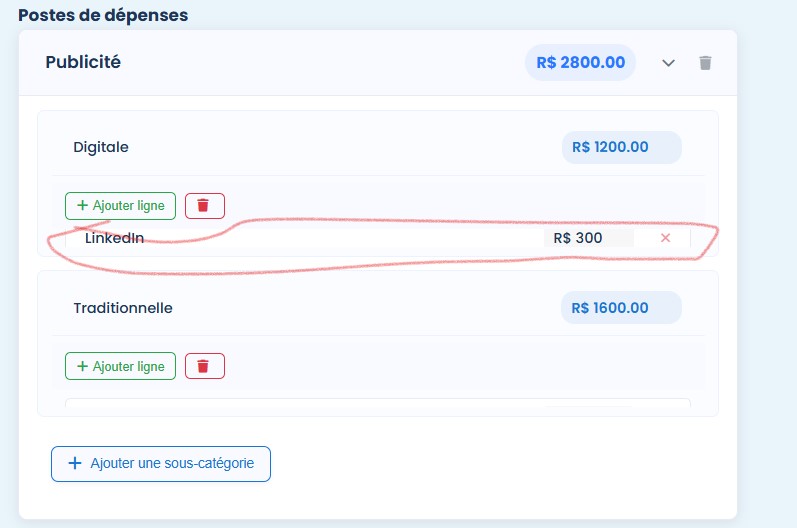 Postes de dépenses
Publicité R$ 2800.00
Digitale R$ 1200.00
+ Ajouter ligne
LinkedIn R$ 300 ×
Traditionnelle R$ 1600.00
+ Ajouter ligne
+ Ajouter une sous-catégorie